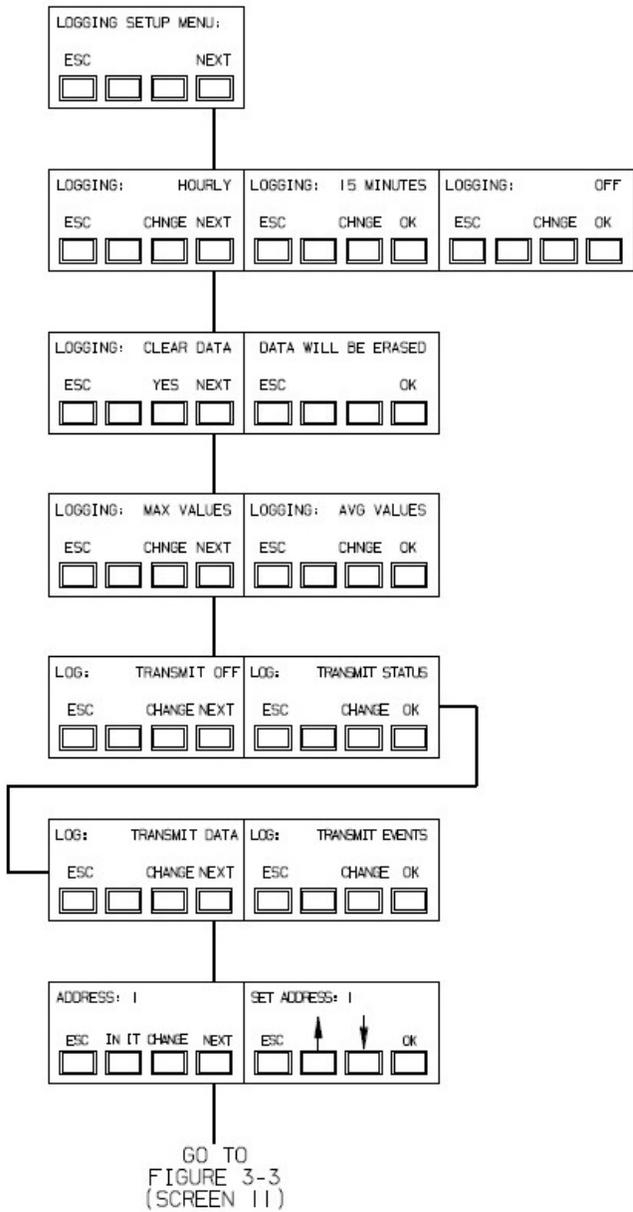 LOGGING SETUP MENU:
ESC NEXT
LOGGING: HOURLY
ESC CHNGE NEXT
LOGGING: 15 MINUTES
ESC CHNGE OK
LOGGING: OFF
ESC CHNGE OK
LOGGING: CLEAR DATA
ESC YES NEXT
DATA WILL BE ERASED
ESC OK
LOGGING: MAX VALUES
ESC CHNGE NEXT
LOGGING: AVG VALUES
ESC CHNGE OK
LOG: TRANSMIT OFF
ESC CHANGE NEXT
LOG: TRANSMIT STATUS
ESC CHANGE OK
LOG: TRANSMIT DATA
ESC CHANGE NEXT
LOG: TRANSMIT EVENTS
ESC CHANGE OK
ADDRESS: 1
ESC IN IT CHANGE NEXT
SET ADDRESS: 1
ESC OK
GO TO
FIGURE 3-3
(SCREEN 11)